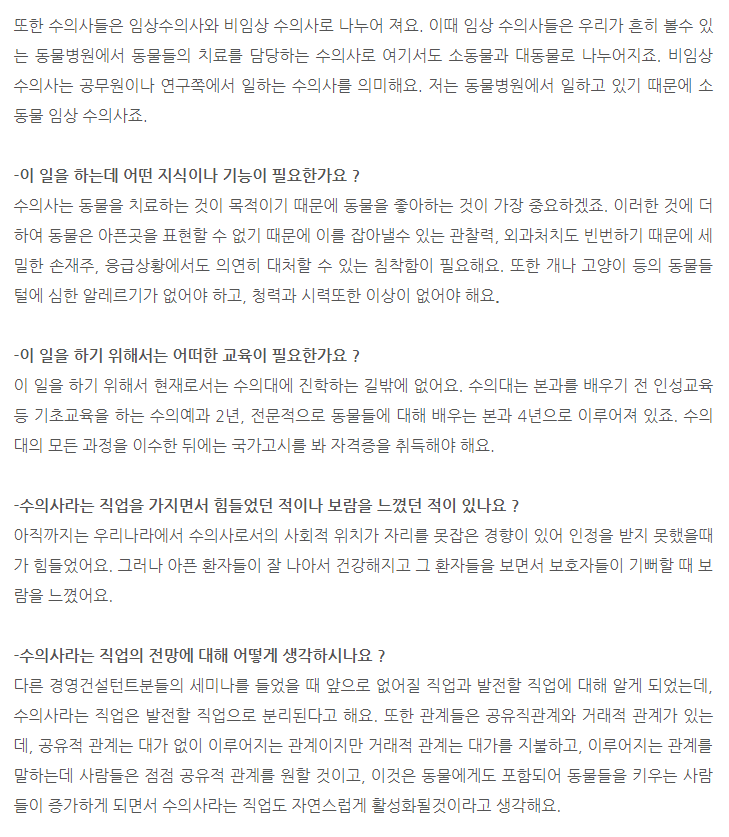 또한 수의사들은 임상수의사와 비임상 수의사로 나누어 져요. 이때 임상 수의사들은 우리가 흔히 볼수 있
는 동물병원에서 동물들의 치료를 담당하는 수의사로 여기서도 소동물과 대동물로 나누어지죠. 비임상
수의사는 공무원이나 연구쪽에서 일하는 수의사를 의미해요. 저는 동물병원에서 일하고 있기 때문에 소
동물 임상 수의사죠.
-이 일을 하는데 어떤 지식이나 기능이 필요한가요 ?
수의사는 동물을 치료하는 것이 목적이기 때문에 동물을 좋아하는 것이 가장 중요하겠죠. 이러한 것에 더
하여 동물은 아픈곳을 표현할 수 없기 때문에 이를 잡아낼수 있는 관찰력, 외과처치도 빈번하기 때문에 세
밀한 손재주, 응급상황에서도 의연히 대처할 수 있는 침착함이 필요해요. 또한 개나 고양이 등의 동물들
털에 심한 알레르기가 없어야 하고, 청력과 시력또한 이상이 없어야 해요.
-이 일을 하기 위해서는 어떠한 교육이 필요한가요 ?
이 일을 하기 위해서 현재로서는 수의대에 진학하는 길밖에 없어요. 수의대는 본과를 배우기 전 인성교육
등 기초교육을 하는 수의예과 2년, 전문적으로 동물들에 대해 배우는 본과 4년으로 이루어져 있죠. 수의
대의 모든 과정을 이수한 뒤에는 국가고시를 봐 자격증을 취득해야 해요.
-수의사라는 직업을 가지면서 힘들었던 적이나 보람을 느꼈던 적이 있나요 ?
아직까지는 우리나라에서 수의사로서의 사회적 위치가 자리를 못잡은 경향이 있어 인정을 받지 못했을때
가 힘들었어요. 그러나 아픈 환자들이 잘 나아서 건강해지고 그 환자들을 보면서 보호자들이 기뻐할 때 보
람을 느꼈어요.
-수의사라는 직업의 전망에 대해 어떻게 생각하시나요 ?
다른 경영건설턴트분들의 세미나를 들었을 때 앞으로 없어질 직업과 발전할 직업에 대해 알게 되었는데,
수의사라는 직업은 발전할 직업으로 분리된다고 해요. 또한 관계들은 공유직관계와 거래적 관계가 있는
데, 공유적 관계는 대가 없이 이루어지는 관계이지만 거래적 관계는 대가를 지불하고, 이루어지는 관계를
말하는데 사람들은 점점 공유적 관계를 원할 것이고, 이것은 동물에게도 포함되어 동물들을 키우는 사람
들이 증가하게 되면서 수의사라는 직업도 자연스럽게 활성화될것이라고 생각해요.